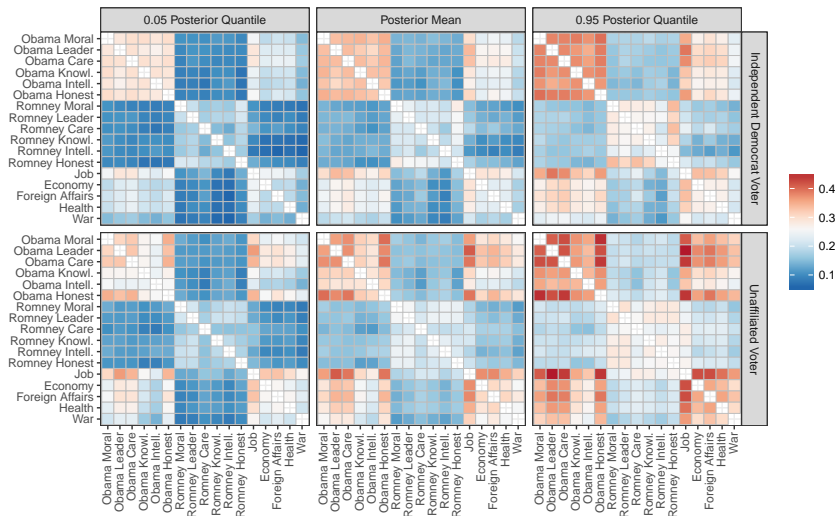 0.05 Posterior Quantile
Posterior Mean
0.95 Posterior Quantile
Obama Moral
Obama Leader
Obama Care
Obama Knowl.
Obama Intell.
Obama Honest
Romney Moral
Romney Leader
Romney Care
Romney Knowl.
Romney Intell.
Romney Honest
Job
Economy
Foreign Affairs
Health
War
Independent Democrat Voter
Obama Moral
Obama Leader
Obama Care
Obama Knowl.
Obama Intell.
Obama Honest
Romney Moral
Romney Leader
Romney Care
Romney Knowl.
Romney Intell.
Romney Honest
Job
Economy
Foreign Affairs
Health
War
Unaffiliated Voter
0.4
0.3
0.2
0.1
Obama Moral
Obama Leader
Obama Care
Obama Knowl.
Obama Intell.
Obama Honest
Romney Moral
Romney Leader
Romney Care
Romney Knowl.
Romney Intell.
Romney Honest
Job
Economy
Foreign Affairs
Health
War
Obama Moral
Obama Leader
Obama Care
Obama Knowl.
Obama Intell.
Obama Honest
Romney Moral
Romney Leader
Romney Care
Romney Knowl.
Romney Intell.
Romney Honest
Job
Economy
Foreign Affairs
Health
War
Obama Moral
Obama Leader
Obama Care
Obama Knowl.
Obama Intell.
Obama Honest
Romney Moral
Romney Leader
Romney Care
Romney Knowl.
Romney Intell.
Romney Honest
Job
Economy
Foreign Affairs
Health
War